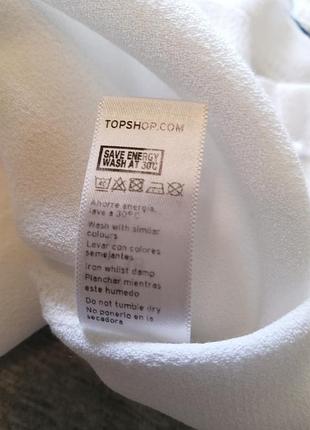 TOPSHOP.COM
SAVE ENERGY
WASH AT 30°C
Ahorre energia,
lave a 30°C
Wash with similar
colours
Lavar con colores
semejantes
Iron whilst damp
Planchar mientras
este humedo
Do not tumble dry
No ponerlo en la
secadora